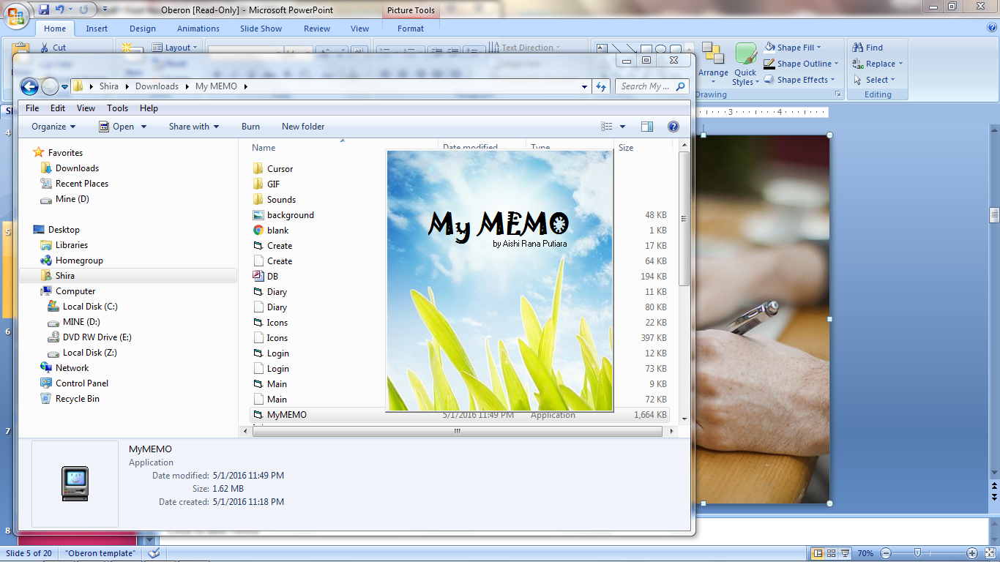 Oberon [Read-Only] - Microsoft PowerPoint
Picture Tools
Home Insert Design Animations Slide Show Review View Format
Cut Layout Text Direction Shape Fill Find
Arrange Quick Styles Shape Outline Replace
Shape Effects Select
Drawing Editing
Shira Downloads My MEMO Search My ...
File Edit View Tools Help
Organize Open Share with Burn New folder
3 4
Name Date modified Type Size
Favorites
Downloads
Recent Places
Mine (D)
Desktop
Libraries
Homegroup
Shira
Computer
Local Disk (C:)
MINE (D:)
DVD RW Drive (E:)
Local Disk (Z:)
Network
Control Panel
Recycle Bin
Cursor
GIF
Sounds
background 48 KB
blank 1 KB
Create 17 KB
Create 64 KB
DB 194 KB
Diary 11 KB
Diary 80 KB
Icons 22 KB
Icons 397 KB
Login 12 KB
Login 73 KB
Main 9 KB
Main 72 KB
MyMEMO 5/1/2016 11:49 PM Application 1,664 KB
My MEMO
by Aishi Rana Putiara
MyMEMO
Application
Date modified: 5/1/2016 11:49 PM
Size: 1.62 MB
Date created: 5/1/2016 11:18 PM
4
5
6
7
8
Slide 5 of 20 "Oberon template" 70%